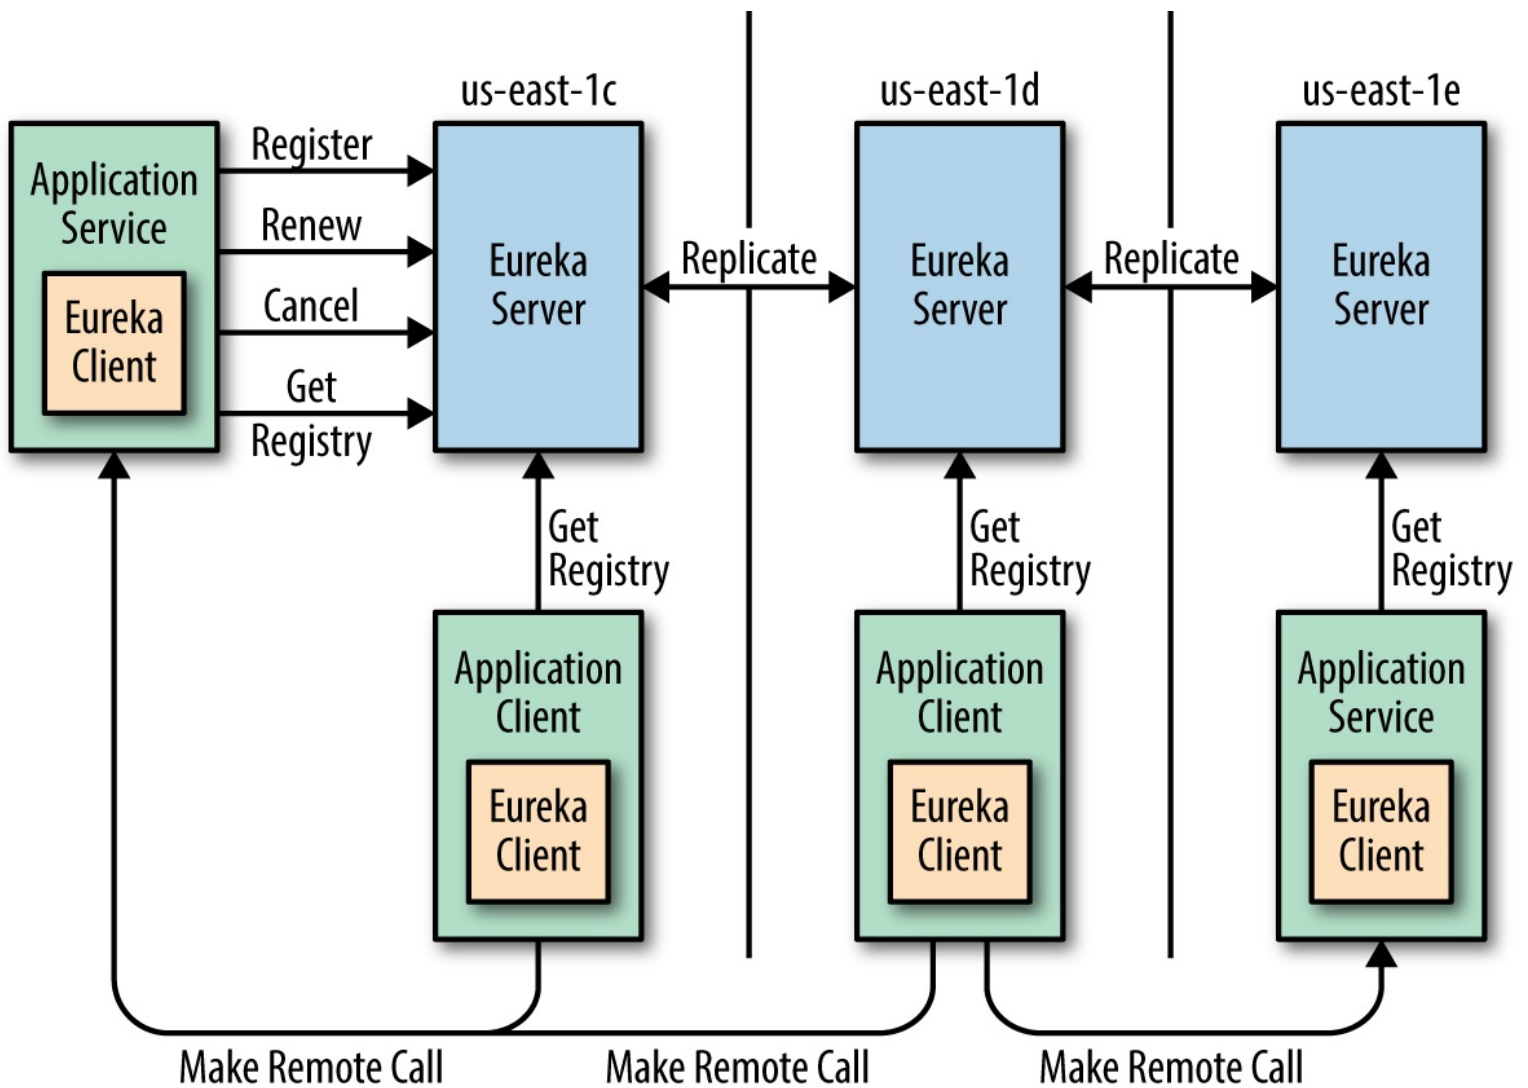 us-east-1c
us-east-1d
us-east-1e
Application
Service
Eureka
Client
Register
Renew
Cancel
Get
Registry
Eureka
Server
Replicate
Eureka
Server
Replicate
Eureka
Server
Get
Registry
Get
Registry
Get
Registry
Application
Client
Eureka
Client
Application
Client
Eureka
Client
Application
Service
Eureka
Client
Make Remote Call
Make Remote Call
Make Remote Call